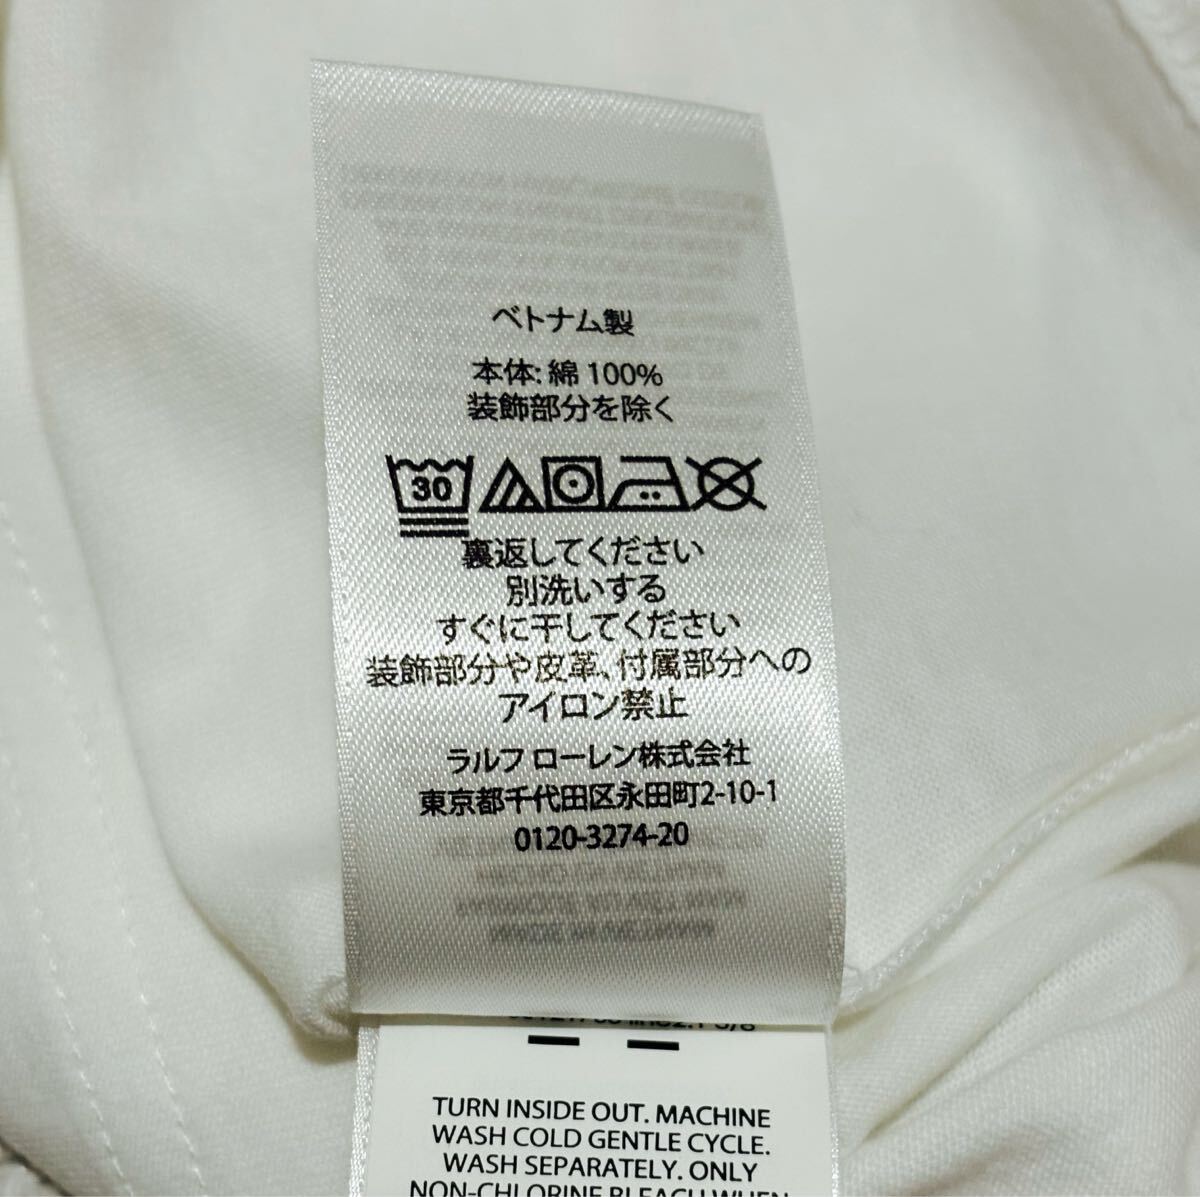 ベトナム製
本体: 綿 100%
装飾部分を除く
30
裏返してください
別洗いする
すぐに干してください
装飾部分や皮革、付属部分への
アイロン禁止
ラルフ ローレン株式会社
東京都千代田区永田町2-10-1
0120-3274-20
TURN INSIDE OUT. MACHINE
WASH COLD GENTLE CYCLE.
WASH SEPARATELY. ONLY
NON-CHLORINE BLEACH WHEN